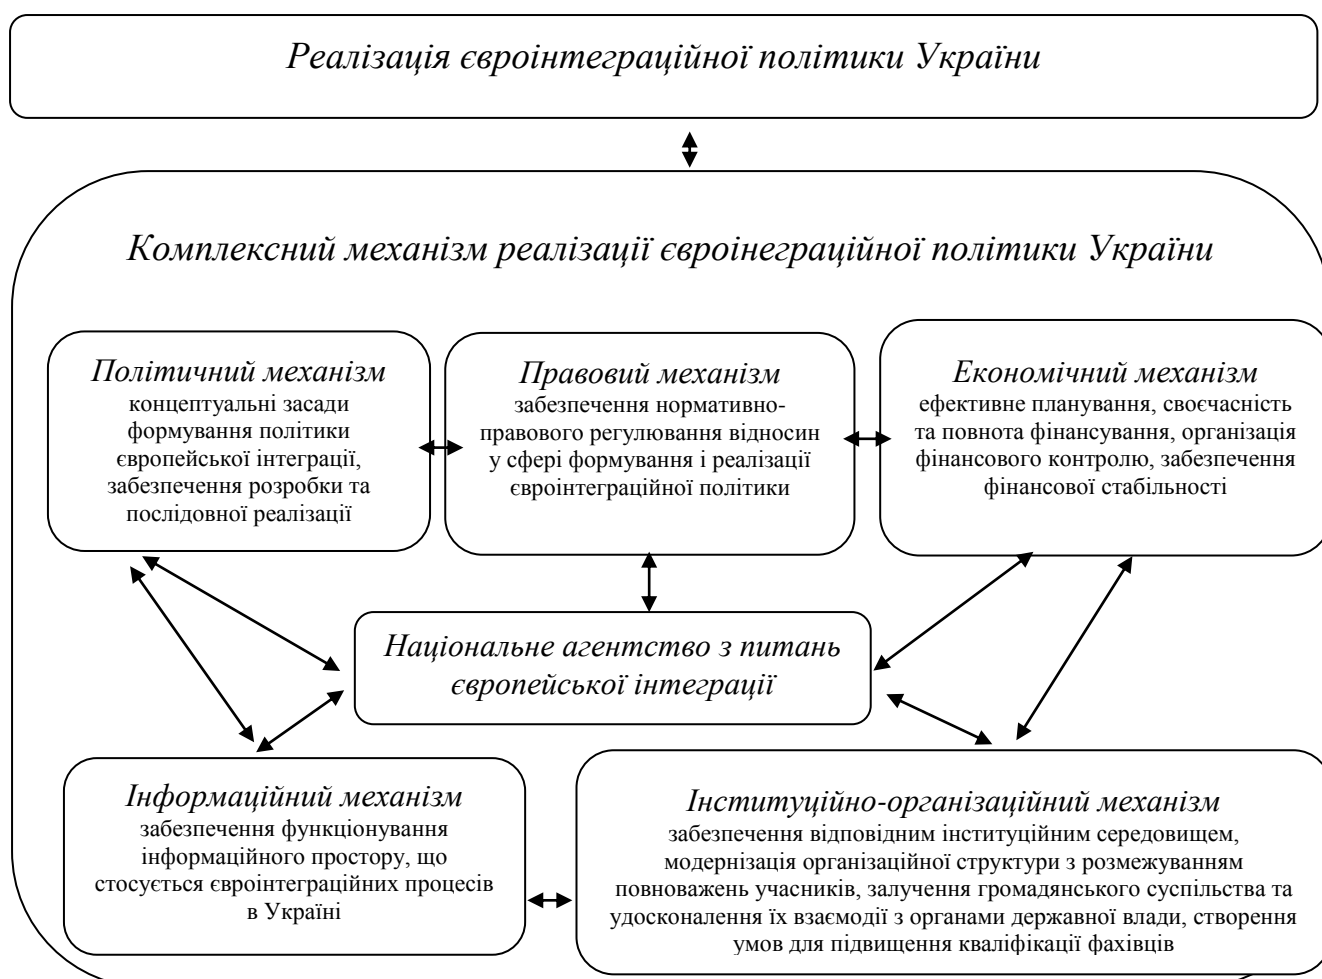 Реалізація євроінтеграційної політики України
Комплексний механізм реалізації євроінеграційної політики України
Політичний механізм
концептуальні засади
формування політики
європейської інтеграції,
забезпечення розробки та
послідовної реалізації
Правовий механізм
забезпечення нормативно-
правового регулювання відносин
у сфері формування і реалізації
євроінтеграційної політики
Економічний механізм
ефективне планування, своєчасність
та повнота фінансування, організація
фінансового контролю, забезпечення
фінансової стабільності
Національне агентство з питань
європейської інтеграції
Інформаційний механізм
забезпечення функціонування
інформаційного простору, що
стосується євроінтеграційних процесів
в Україні
Інституційно-організаційний механізм
забезпечення відповідним інституційним середовищем,
модернізація організаційної структури з розмежуванням
повноважень учасників, залучення громадянського суспільства та
удосконалення їх взаємодії з органами державної влади, створення
умов для підвищення кваліфікації фахівців